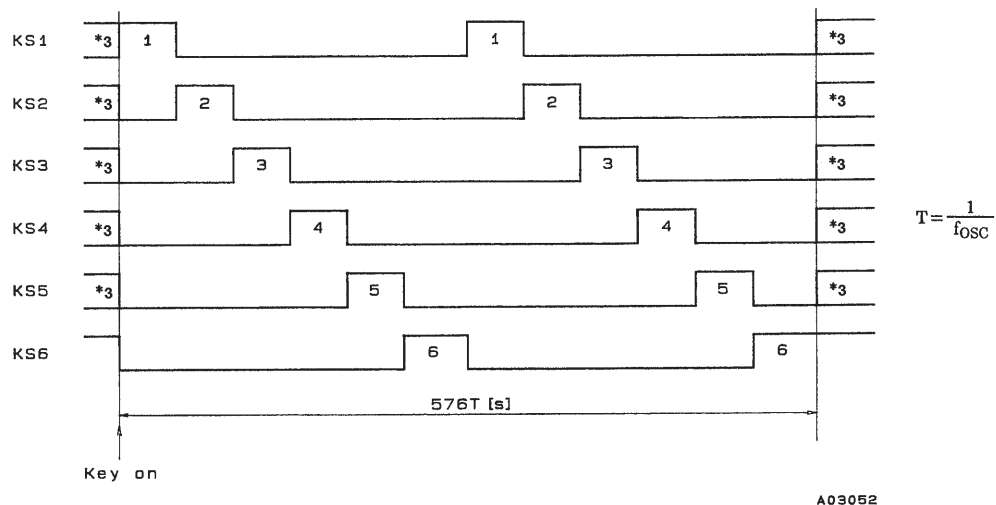 KS1 *3 1 1 *3
KS2 *3 2 2 *3
KS3 *3 3 3 *3
KS4 *3 4 4 *3
KS5 *3 5 5 *3
KS6 6 6
T=1/fOSC
576T [s]
Key on
A03052